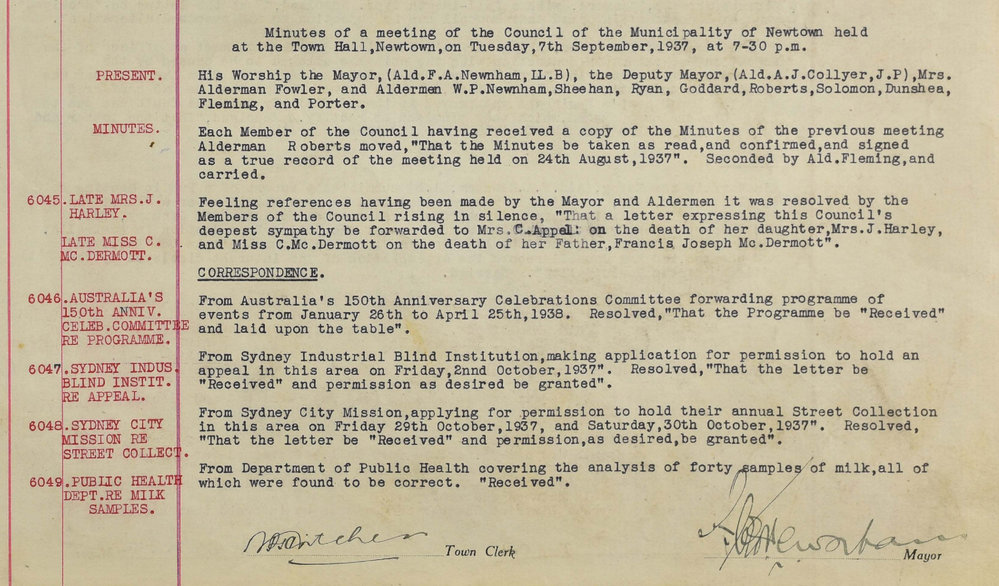 Minutes of a meeting of the Council of the Municipality of Newtown held
at the Town Hall,Newtown,on Tuesday,7th September,1937, at 7-30 p.m.
PRESENT.
His Worship the Mayor,(Ald.F.A.Newnham,LL.B), the Deputy Mayor,(Ald.A.J.Collyer,J.P),Mrs.
Alderman Fowler, and Aldermen W.P.Newnham,Sheehan, Ryan, Goddard,Roberts,Solomon,Dunshea,
Fleming, and Porter.
MINUTES.
Each Member of the Council having received a copy of the Minutes of the previous meeting
Alderman Roberts moved,"That the Minutes be taken as read,and confirmed,and signed
as a true record of the meeting held on 24th August,1937". Seconded by Ald.Fleming,and
carried.
6045.LATE MRS.J.
HARLEY.
LATE MISS C.
MC.DERMOTT.
Feeling references having been made by the Mayor and Aldermen it was resolved by the
Members of the Council rising in silence, "That a letter expressing this Council's
deepest sympathy be forwarded to Mrs.C.Appel: on the death of her daughter,Mrs.J.Harley,
and Miss C.Mc.Dermott on the death of her Father,Francis Joseph Mc.Dermott".
CORRESPONDENCE.
6046.AUSTRALIA'S
150th ANNIV.
CELEB.COMMITTEE
RE PROGRAMME.
From Australia's 150th Anniversary Celebrations Committee forwarding programme of
events from January 26th to April 25th,1938. Resolved,"That the Programme be "Received"
and laid upon the table".
6047.SYDNEY INDUS.
BLIND INSTIT.
RE APPEAL.
From Sydney Industrial Blind Institution,making application for permission to hold an
appeal in this area on Friday,2nnd October,1937". Resolved,"That the letter be
"Received" and permission as desired be granted".
6048.SYDNEY CITY
MISSION RE
STREET COLLECT.
From Sydney City Mission,applying for permission to hold their annual Street Collection
in this area on Friday 29th October,1937, and Saturday,30th October,1937". Resolved,
"That the letter be "Received" and permission,as desired,be granted".
6049.PUBLIC HEALTH
DEPT.RE MILK
SAMPLES.
From Department of Public Health covering the analysis of forty samples of milk,all of
which were found to be correct. "Received".
Town Clerk
Newnham
Mayor